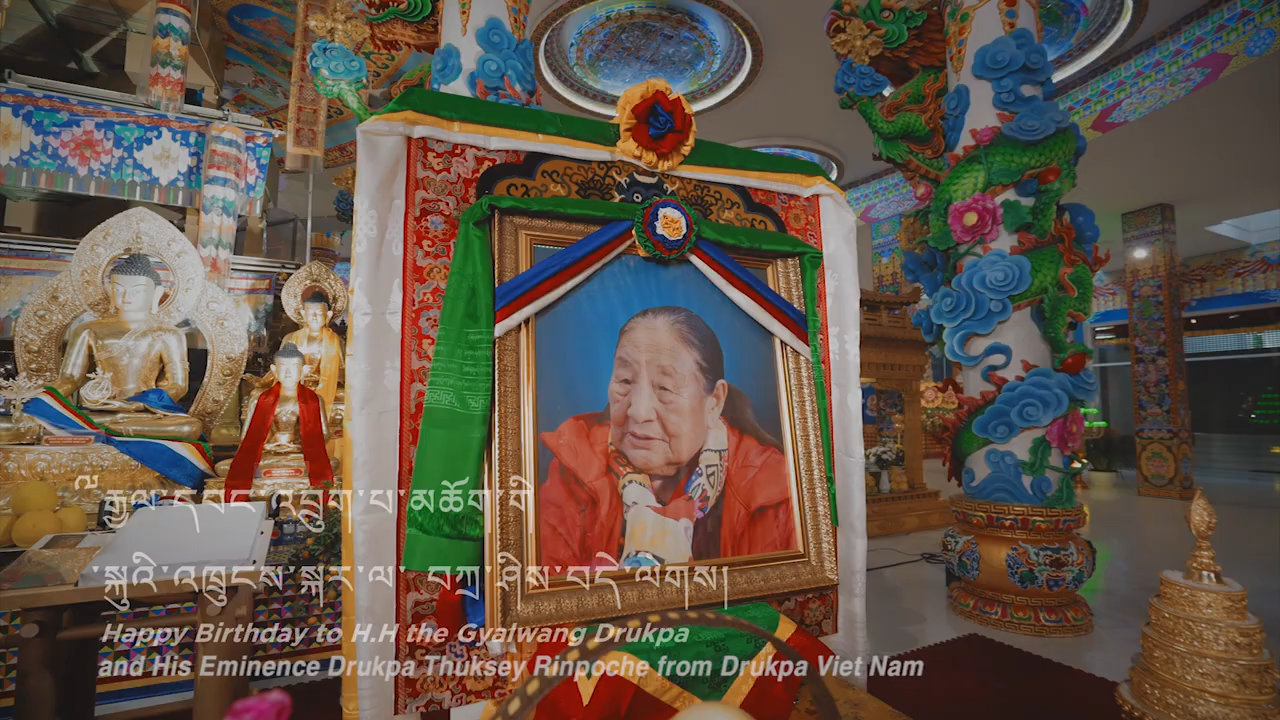 ༧རྒྱལ་དབང་འབྲུག་པ་མཆོག་གི
་སྐུའི་འཁྲུངས་སྐར་ལ་ བཀྲ་ཤིས་བདེ་ལེགས།
Happy Birthday to H.H the Gyalwang Drukpa
and His Eminence Drukpa Thuksey Rinpoche from Drukpa Viet Nam